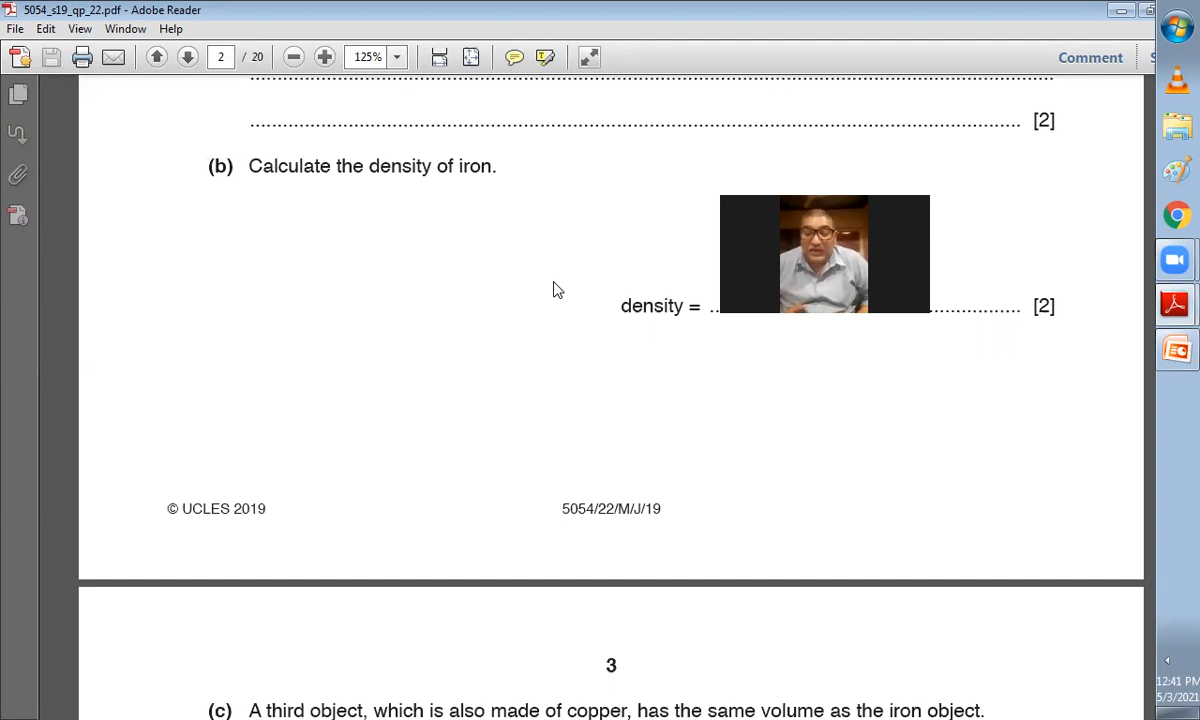 5054_s19_qp_22.pdf - Adobe Reader
File Edit View Window Help
2 / 20 125% Comment
.................................................................................................................................................
......................................................................................................................................... [2]
(b) Calculate the density of iron.
density = .. ................ [2]
© UCLES 2019 5054/22/M/J/19
3
(c) A third object, which is also made of copper, has the same volume as the iron object.
12:41 PM
5/3/2021